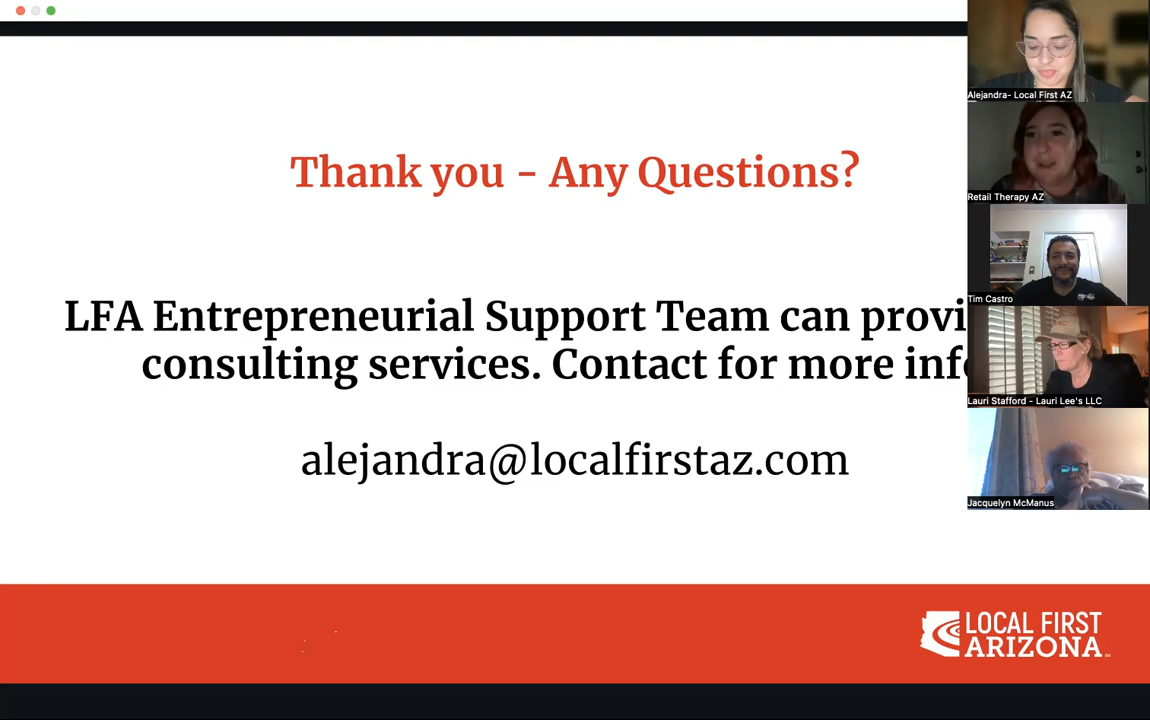 Thank you - Any Questions?
LFA Entrepreneurial Support Team can provi
consulting services. Contact for more info
alejandra@localfirstaz.com
LOCAL FIRST
ARIZONA
Alejandra- Local First AZ
Retail Therapy AZ
Tim Castro
Lauri Stafford - Lauri Lee's LLC
Jacquelyn McManus